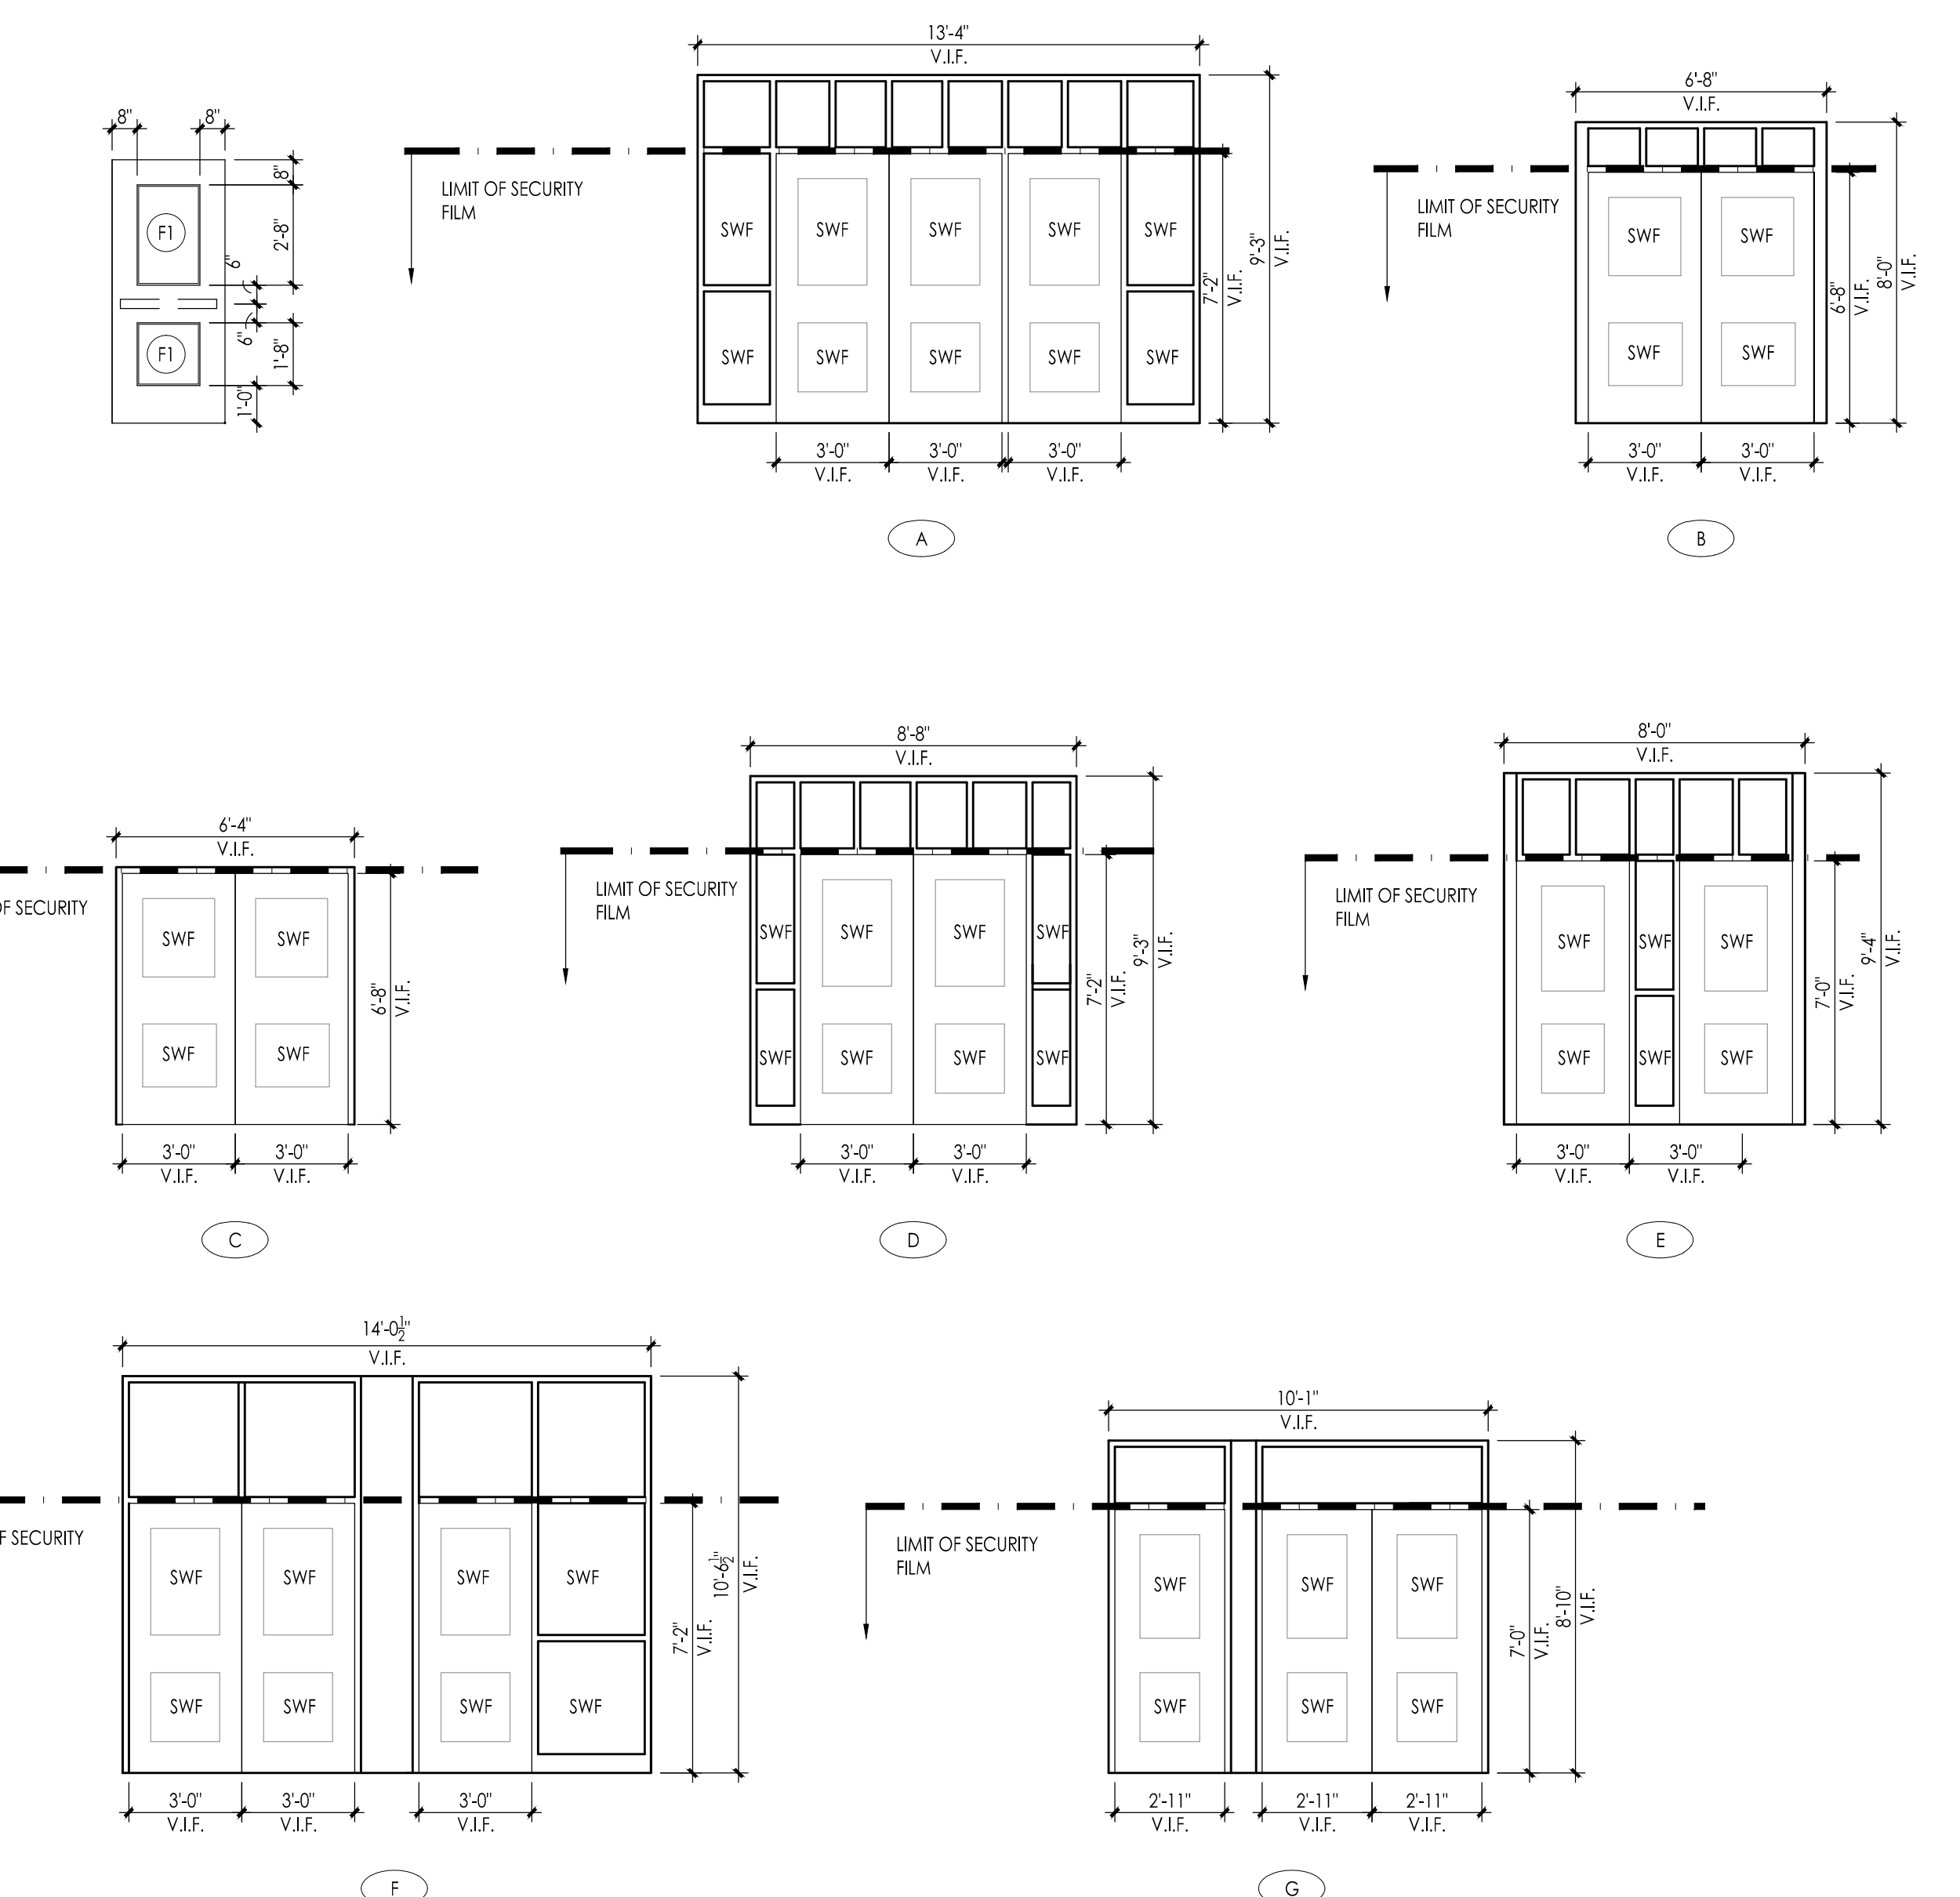 8"
8"
8"
2'-8"
6"
6"
1'-8"
1'-0"
F1
F1
13'-4"
V.I.F.
LIMIT OF SECURITY
FILM
SWF
SWF
SWF
SWF
SWF
SWF
SWF
SWF
SWF
SWF
7'-2"
V.I.F.
9'-3"
V.I.F.
3'-0"
V.I.F.
3'-0"
V.I.F.
3'-0"
V.I.F.
A
6'-8"
V.I.F.
LIMIT OF SECURITY
FILM
SWF
SWF
SWF
SWF
6'-8"
V.I.F.
8'-0"
V.I.F.
3'-0"
V.I.F.
3'-0"
V.I.F.
B
6'-4"
V.I.F.
OF SECURITY
SWF
SWF
SWF
SWF
6'-8"
V.I.F.
3'-0"
V.I.F.
3'-0"
V.I.F.
C
8'-8"
V.I.F.
LIMIT OF SECURITY
FILM
SWF
SWF
SWF
SWF
SWF
SWF
SWF
SWF
7'-2"
V.I.F.
9'-3"
V.I.F.
3'-0"
V.I.F.
3'-0"
V.I.F.
D
8'-0"
V.I.F.
LIMIT OF SECURITY
FILM
SWF
SWF
SWF
SWF
SWF
SWF
7'-0"
V.I.F.
9'-4"
V.I.F.
3'-0"
V.I.F.
3'-0"
V.I.F.
E
14'-0½"
V.I.F.
F SECURITY
SWF
SWF
SWF
SWF
SWF
SWF
SWF
SWF
7'-2"
V.I.F.
10'-6½"
V.I.F.
3'-0"
V.I.F.
3'-0"
V.I.F.
3'-0"
V.I.F.
F
10'-1"
V.I.F.
LIMIT OF SECURITY
FILM
SWF
SWF
SWF
SWF
SWF
SWF
7'-0"
V.I.F.
8'-10"
V.I.F.
2'-11"
V.I.F.
2'-11"
V.I.F.
2'-11"
V.I.F.
G